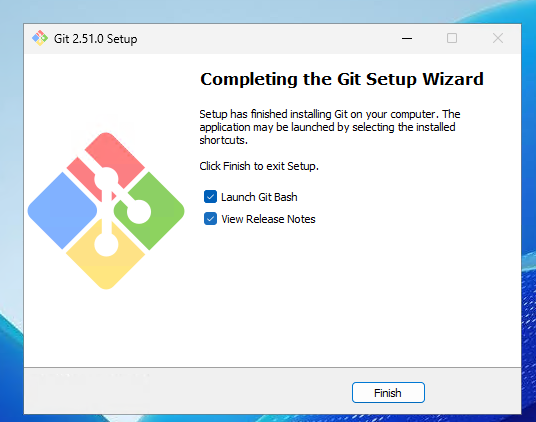 Git 2.51.0 Setup
Completing the Git Setup Wizard
Setup has finished installing Git on your computer. The
application may be launched by selecting the installed
shortcuts.
Click Finish to exit Setup.
Launch Git Bash
View Release Notes
Finish